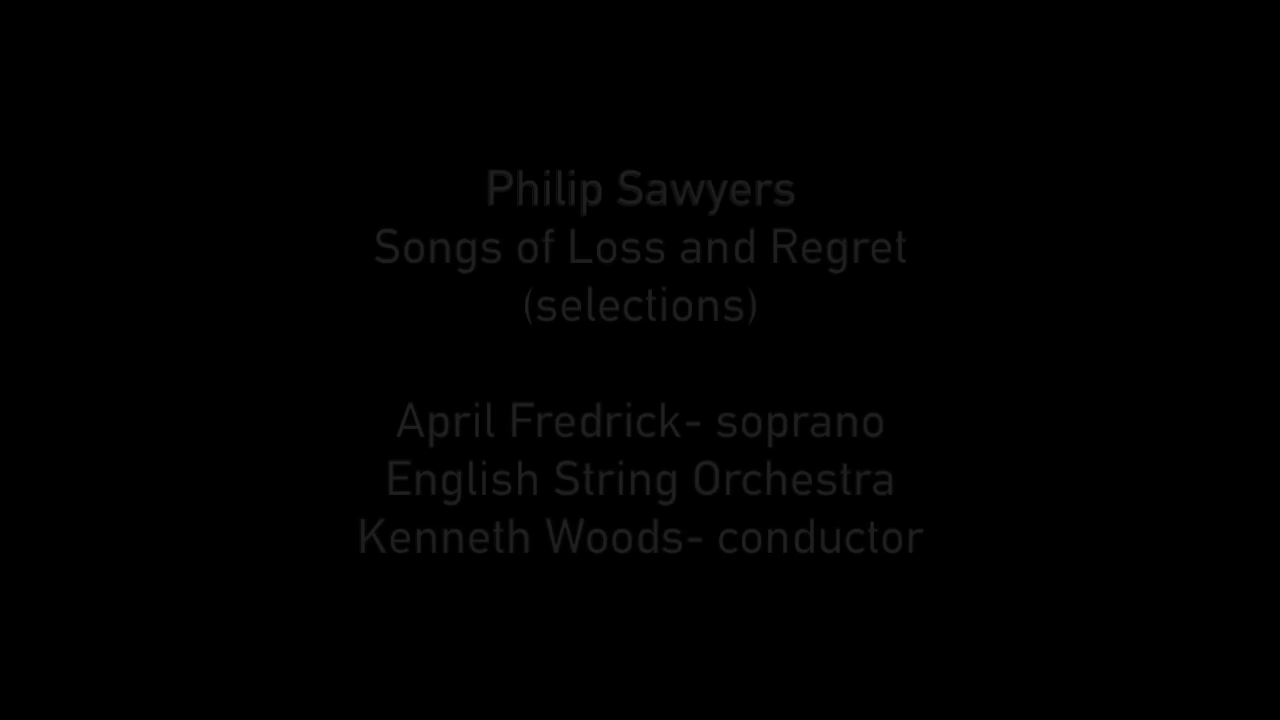 Philip Sawyers
Songs of Loss and Regret
(selections)
April Fredrick- soprano
English String Orchestra
Kenneth Woods- conductor